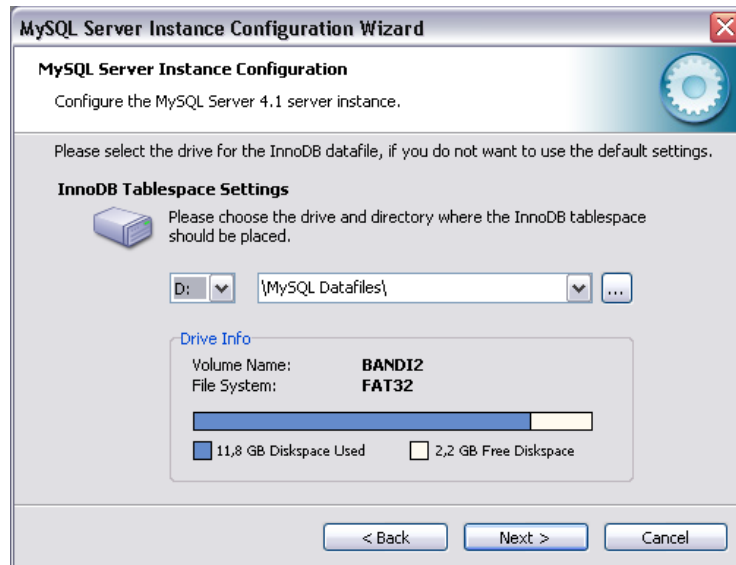 MySQL Server Instance Configuration Wizard
MySQL Server Instance Configuration
Configure the MySQL Server 4.1 server instance.
Please select the drive for the InnoDB datafile, if you do not want to use the default settings.
InnoDB Tablespace Settings
Please choose the drive and directory where the InnoDB tablespace
should be placed.
D: \MySQL Datafiles\ ...
Drive Info
Volume Name: BANDI2
File System: FAT32
11,8 GB Diskspace Used 2,2 GB Free Diskspace
< Back Next > Cancel